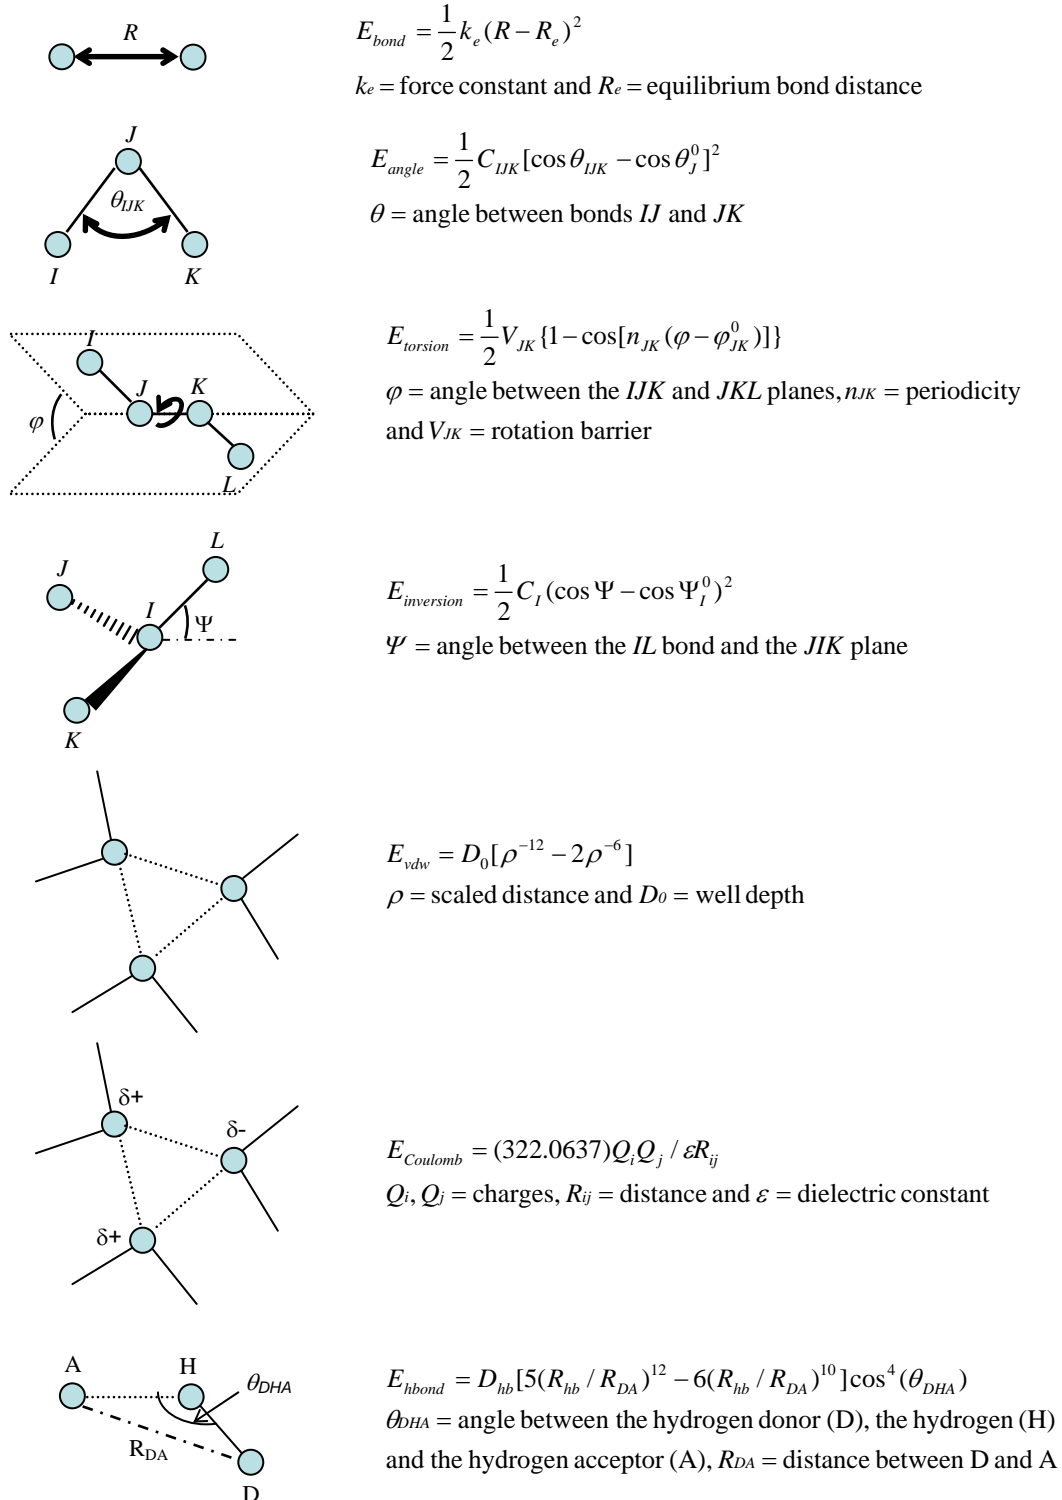 R
E_bond = 1/2 k_e (R − R_e)^2
k_e = force constant and R_e = equilibrium bond distance
J
θ_IJK
I
K
E_angle = 1/2 C_IJK [cos θ_IJK − cos θ_J^0]^2
θ = angle between bonds IJ and JK
I
J
K
φ
L
E_torsion = 1/2 V_JK {1 − cos[n_JK (φ − φ_JK^0)]}
φ = angle between the IJK and JKL planes, n_JK = periodicity
and V_JK = rotation barrier
L
J
I
Ψ
K
E_inversion = 1/2 C_I (cos Ψ − cos Ψ_I^0)^2
Ψ = angle between the IL bond and the JIK plane
E_vdw = D_0[ρ^−12 − 2ρ^−6]
ρ = scaled distance and D_0 = well depth
δ+
δ-
δ+
E_Coulomb = (322.0637)Q_i Q_j / εR_ij
Q_i, Q_j = charges, R_ij = distance and ε = dielectric constant
A
H
θ_DHA
R_DA
D
E_hbond = D_hb[5(R_hb / R_DA)^12 − 6(R_hb / R_DA)^10] cos^4(θ_DHA)
θ_DHA = angle between the hydrogen donor (D), the hydrogen (H)
and the hydrogen acceptor (A), R_DA = distance between D and A